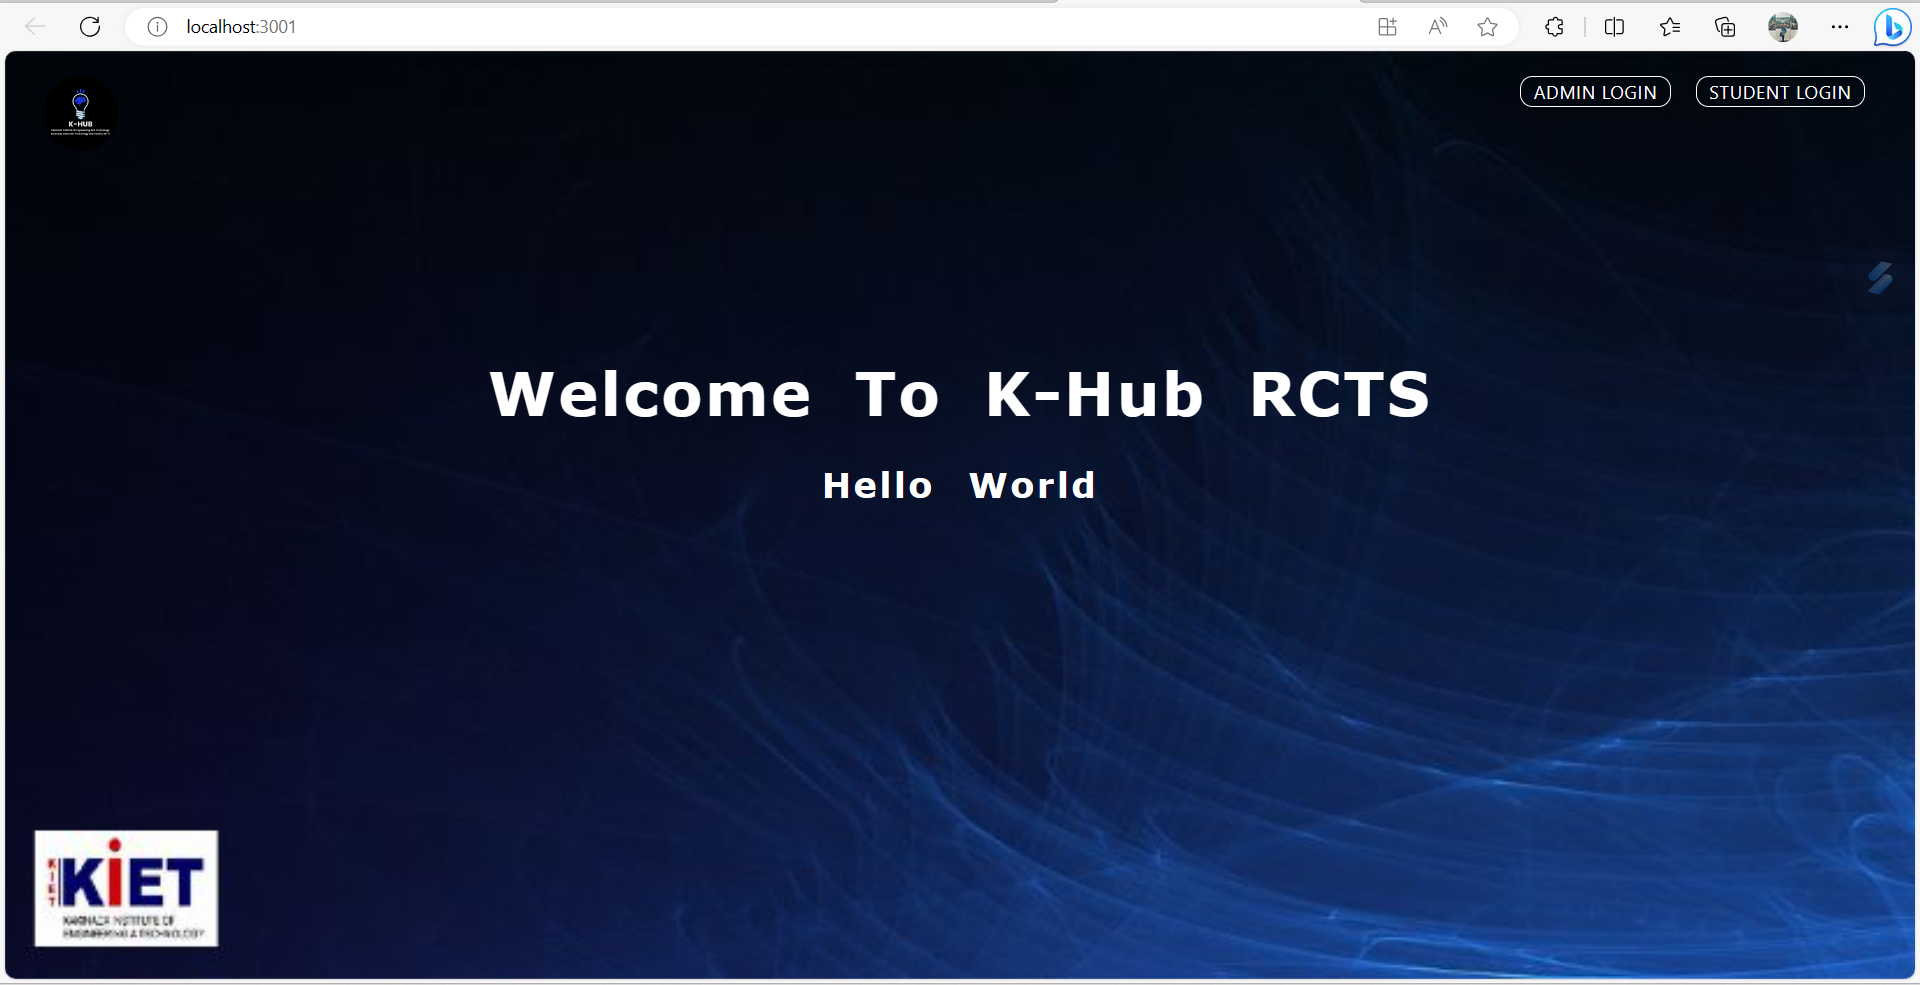 localhost:3001
ADMIN LOGIN
STUDENT LOGIN
K-HUB
Welcome To K-Hub RCTS
Hello World
KIET
KiET
KAKINADA INSTITUTE OF
ENGINEERING & TECHNOLOGY